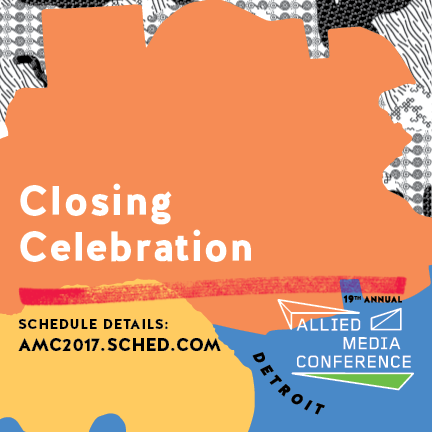 Closing
Celebration
SCHEDULE DETAILS:
AMC2017.SCHED.COM
19TH ANNUAL
ALLIED
MEDIA
CONFERENCE
DETROIT